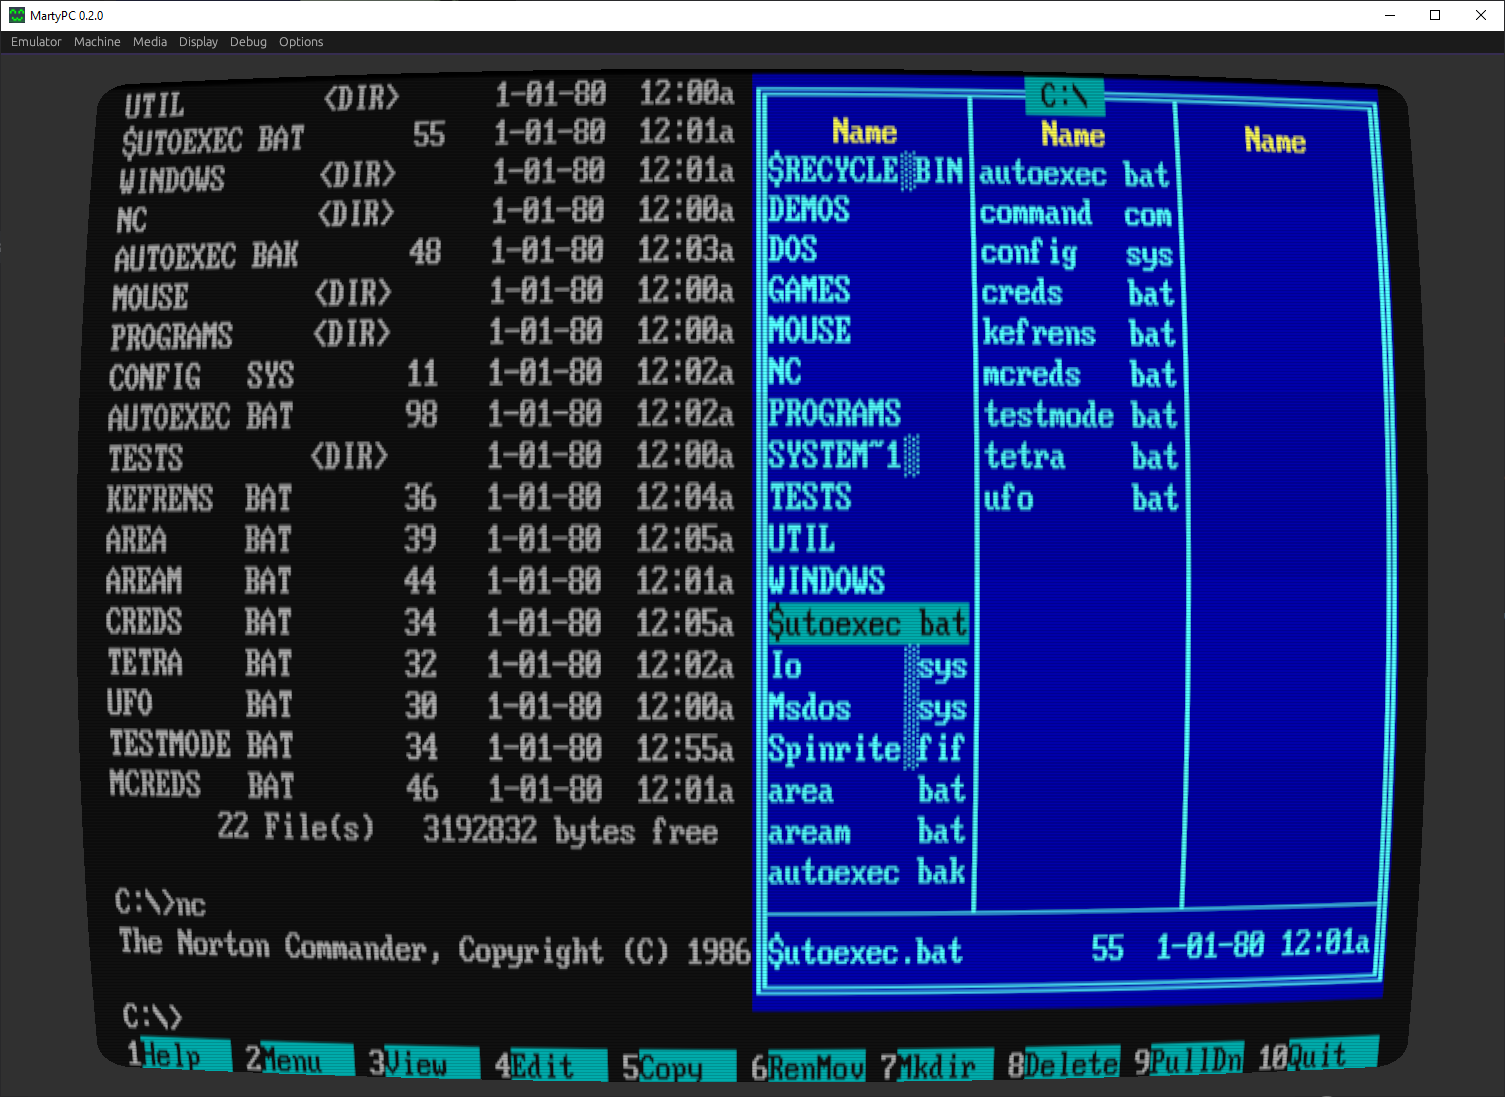 MartyPC 0.2.0
Emulator Machine Media Display Debug Options
UTIL <DIR> 1-01-80 12:00a
$UTOEXEC BAT 55 1-01-80 12:01a
WINDOWS <DIR> 1-01-80 12:01a
NC <DIR> 1-01-80 12:00a
AUTOEXEC BAK 48 1-01-80 12:03a
MOUSE <DIR> 1-01-80 12:00a
PROGRAMS <DIR> 1-01-80 12:00a
CONFIG SYS 11 1-01-80 12:02a
AUTOEXEC BAT 98 1-01-80 12:02a
TESTS <DIR> 1-01-80 12:00a
KEFRENS BAT 36 1-01-80 12:04a
AREA BAT 39 1-01-80 12:05a
AREAM BAT 44 1-01-80 12:01a
CREDS BAT 34 1-01-80 12:05a
TETRA BAT 32 1-01-80 12:02a
UFO BAT 30 1-01-80 12:00a
TESTMODE BAT 34 1-01-80 12:55a
MCREDS BAT 46 1-01-80 12:01a
22 File(s) 3192832 bytes free
C:\>nc
The Norton Commander, Copyright (C) 1986
C:\>
C:\
Name Name Name
$RECYCLE░BIN autoexec bat
DEMOS command com
DOS config sys
GAMES creds bat
MOUSE kefrens bat
NC mcreds bat
PROGRAMS testmode bat
SYSTEM~1░ tetra bat
TESTS ufo bat
UTIL
WINDOWS
$utoexec bat
Io ░sys
Msdos ░sys
Spinrite░fif
area bat
aream bat
autoexec bak
$utoexec.bat 55 1-01-80 12:01a
1Help 2Menu 3View 4Edit 5Copy 6RenMov 7Mkdir 8Delete 9PullDn 10Quit